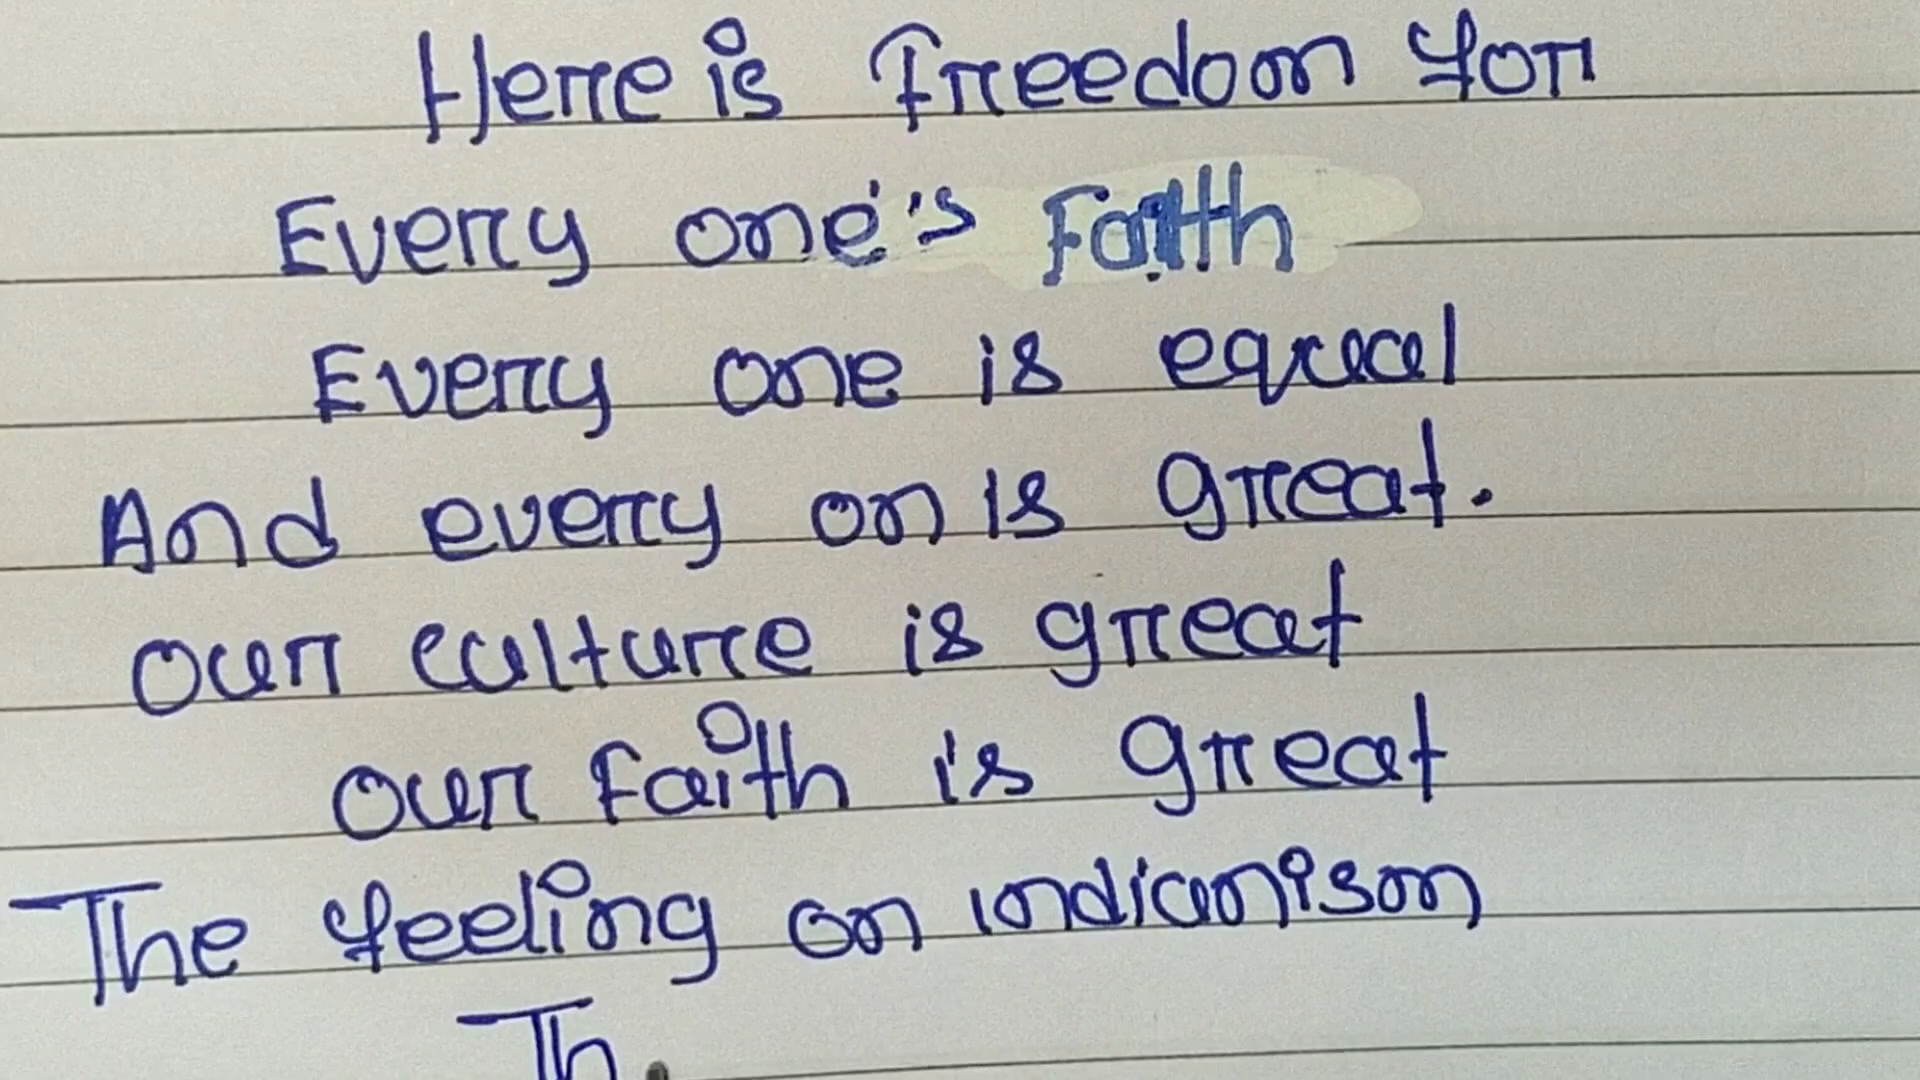 Here is Freedom for
Every one's Faith
Every one is equal
And every on is great.
our culture is great
our Faith is great
The feeling on indianism
Th